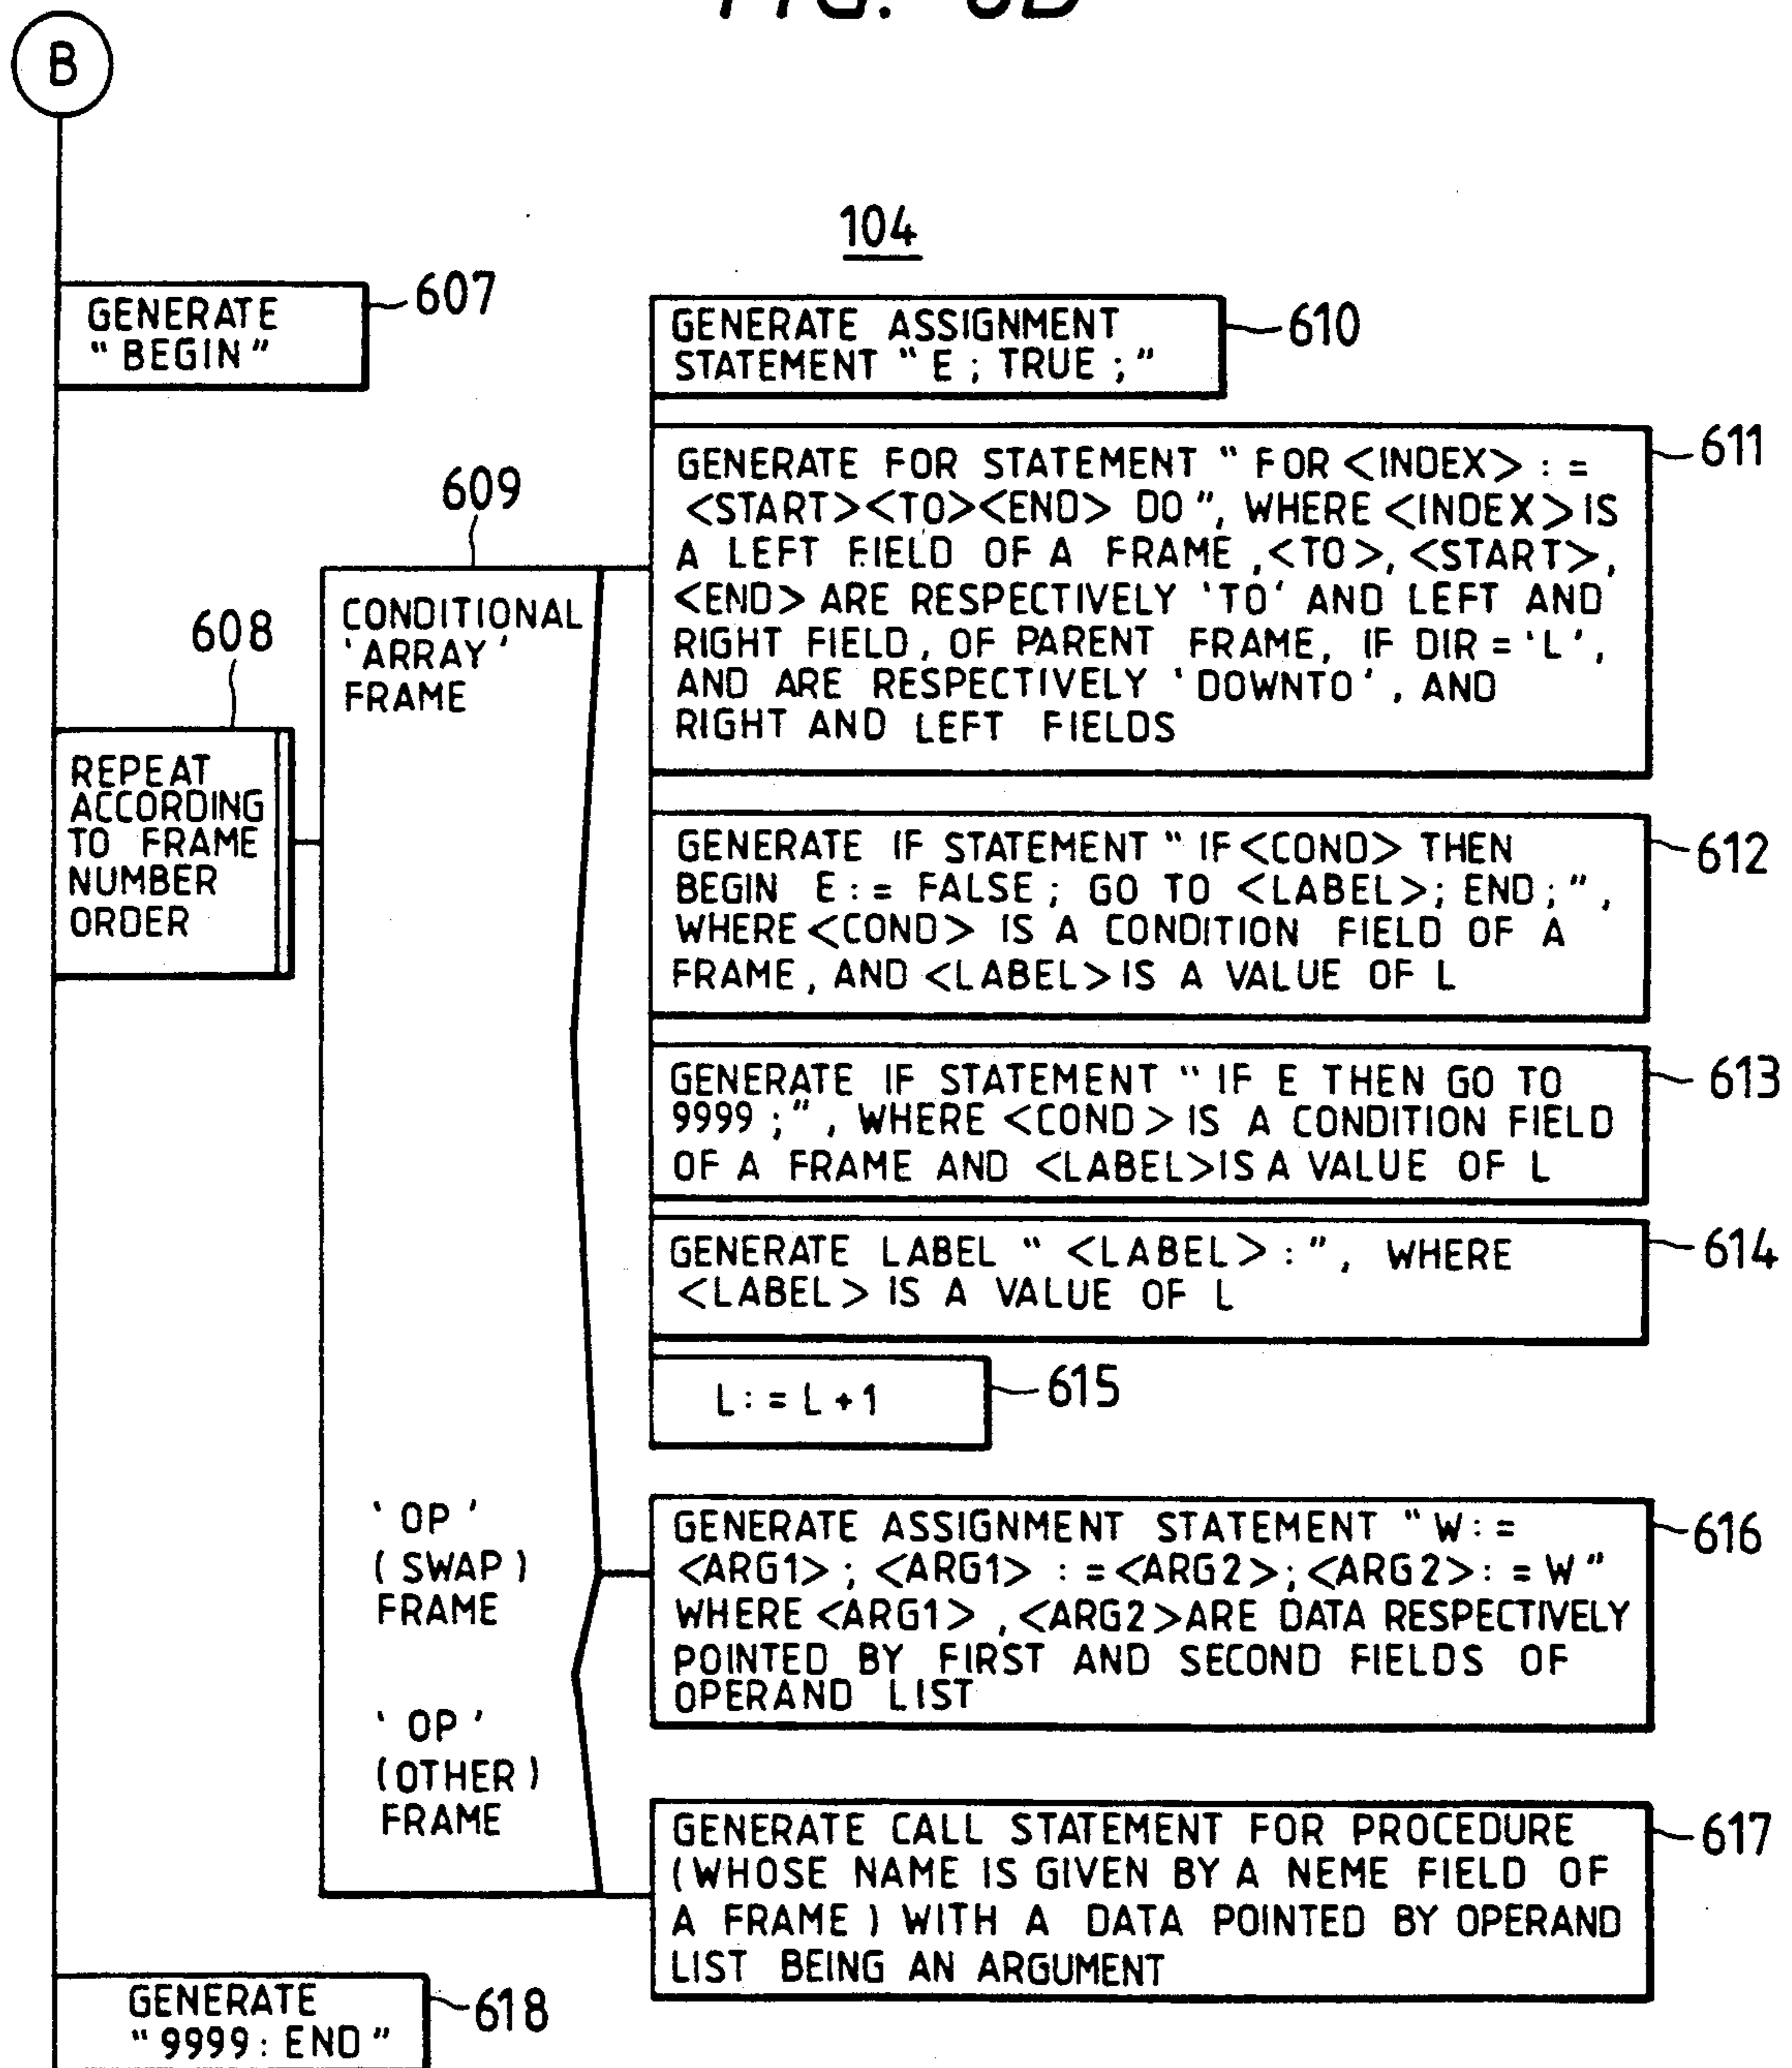 FIG. 6B
B
104
GENERATE
"BEGIN"
607
608
REPEAT
ACCORDING
TO FRAME
NUMBER
ORDER
609
CONDITIONAL
'ARRAY'
FRAME
'OP'
(SWAP)
FRAME
'OP'
(OTHER)
FRAME
GENERATE ASSIGNMENT
STATEMENT "E ; TRUE ;"
610
GENERATE FOR STATEMENT "FOR <INDEX> :=
<START><TO><END> DO", WHERE <INDEX> IS
A LEFT FIELD OF A FRAME, <TO>, <START>,
<END> ARE RESPECTIVELY 'TO' AND LEFT AND
RIGHT FIELD, OF PARENT FRAME, IF DIR = 'L',
AND ARE RESPECTIVELY 'DOWNTO', AND
RIGHT AND LEFT FIELDS
611
GENERATE IF STATEMENT "IF <COND> THEN
BEGIN E := FALSE ; GO TO <LABEL>; END;",
WHERE <COND> IS A CONDITION FIELD OF A
FRAME, AND <LABEL> IS A VALUE OF L
612
GENERATE IF STATEMENT "IF E THEN GO TO
9999 ;", WHERE <COND> IS A CONDITION FIELD
OF A FRAME AND <LABEL> IS A VALUE OF L
613
GENERATE LABEL "<LABEL> :", WHERE
<LABEL> IS A VALUE OF L
614
L := L + 1
615
GENERATE ASSIGNMENT STATEMENT "W :=
<ARG1> ; <ARG1> := <ARG2>; <ARG2> := W"
WHERE <ARG1>, <ARG2> ARE DATA RESPECTIVELY
POINTED BY FIRST AND SECOND FIELDS OF
OPERAND LIST
616
GENERATE CALL STATEMENT FOR PROCEDURE
(WHOSE NAME IS GIVEN BY A NEME FIELD OF
A FRAME) WITH A DATA POINTED BY OPERAND
LIST BEING AN ARGUMENT
617
GENERATE
"9999 : END"
618